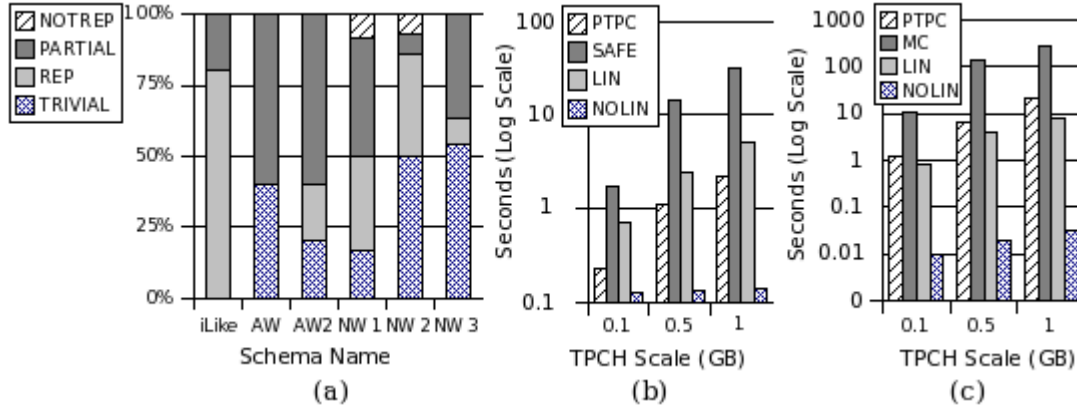 NOTREP
PARTIAL
REP
TRIVIAL
100%
75%
50%
25%
0%
iLike AW AW2 NW 1 NW 2 NW 3
Schema Name
(a)
PTPC
SAFE
LIN
NOLIN
Seconds (Log Scale)
100
10
1
0.1
0.1 0.5 1
TPCH Scale (GB)
(b)
PTPC
MC
LIN
NOLIN
Seconds (Log Scale)
1000
100
10
1
0.1
0.01
0
0.1 0.5 1
TPCH Scale (GB)
(c)